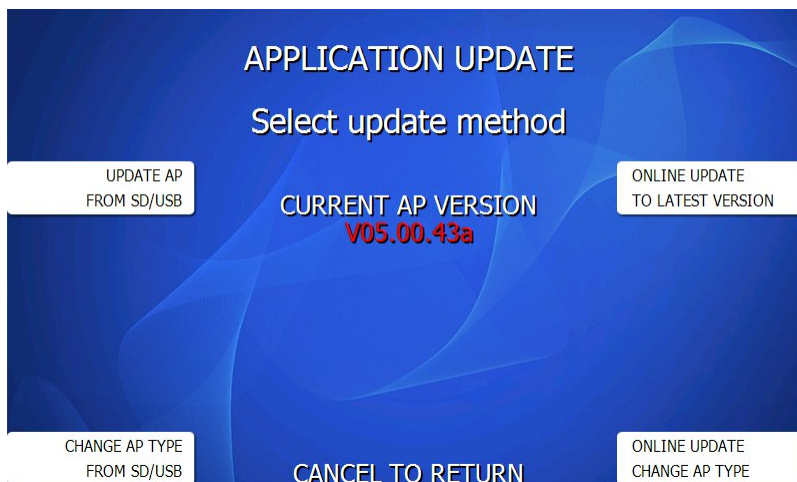 APPLICATION UPDATE
Select update method
UPDATE AP
FROM SD/USB
ONLINE UPDATE
TO LATEST VERSION
CURRENT AP VERSION
V05.00.43a
CHANGE AP TYPE
FROM SD/USB
ONLINE UPDATE
CHANGE AP TYPE
CANCEL TO RETURN